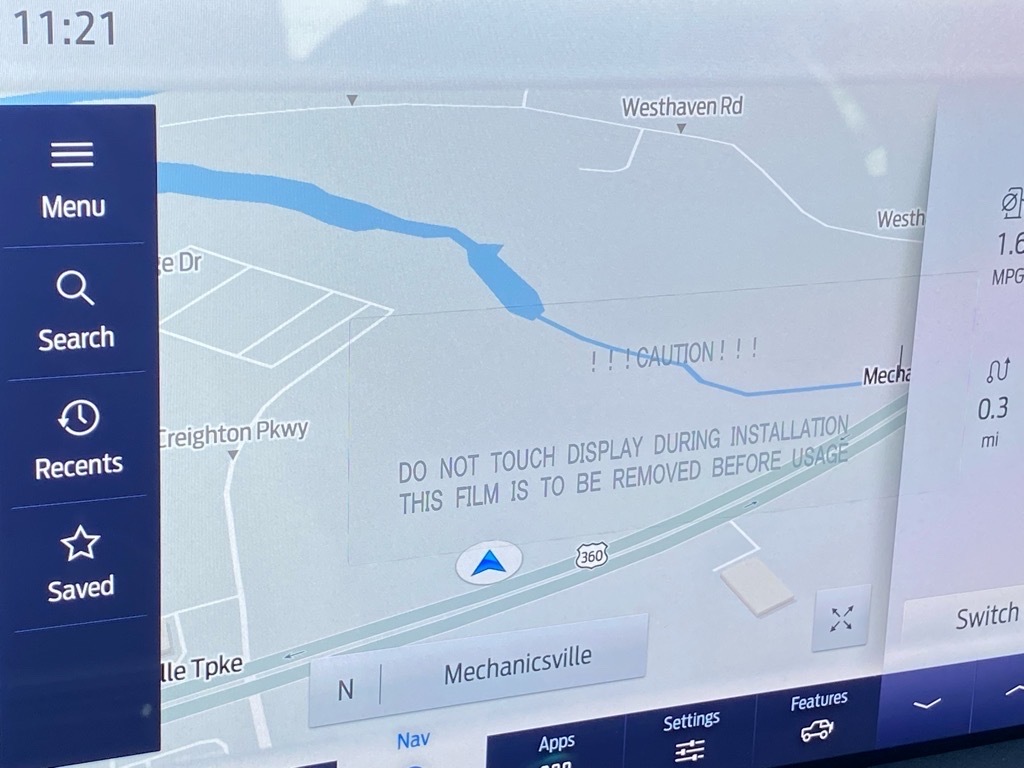 11:21
Westhaven Rd
Menu
Westh
e Dr
1.6
MPG
Search
! ! ! CAUTION ! ! !
Mecha
0.3
mi
Creighton Pkwy
Recents
DO NOT TOUCH DISPLAY DURING INSTALLATION
THIS FILM IS TO BE REMOVED BEFORE USAGE
360
Saved
Switch
lle Tpke
N
Mechanicsville
Features
Settings
Nav
Apps